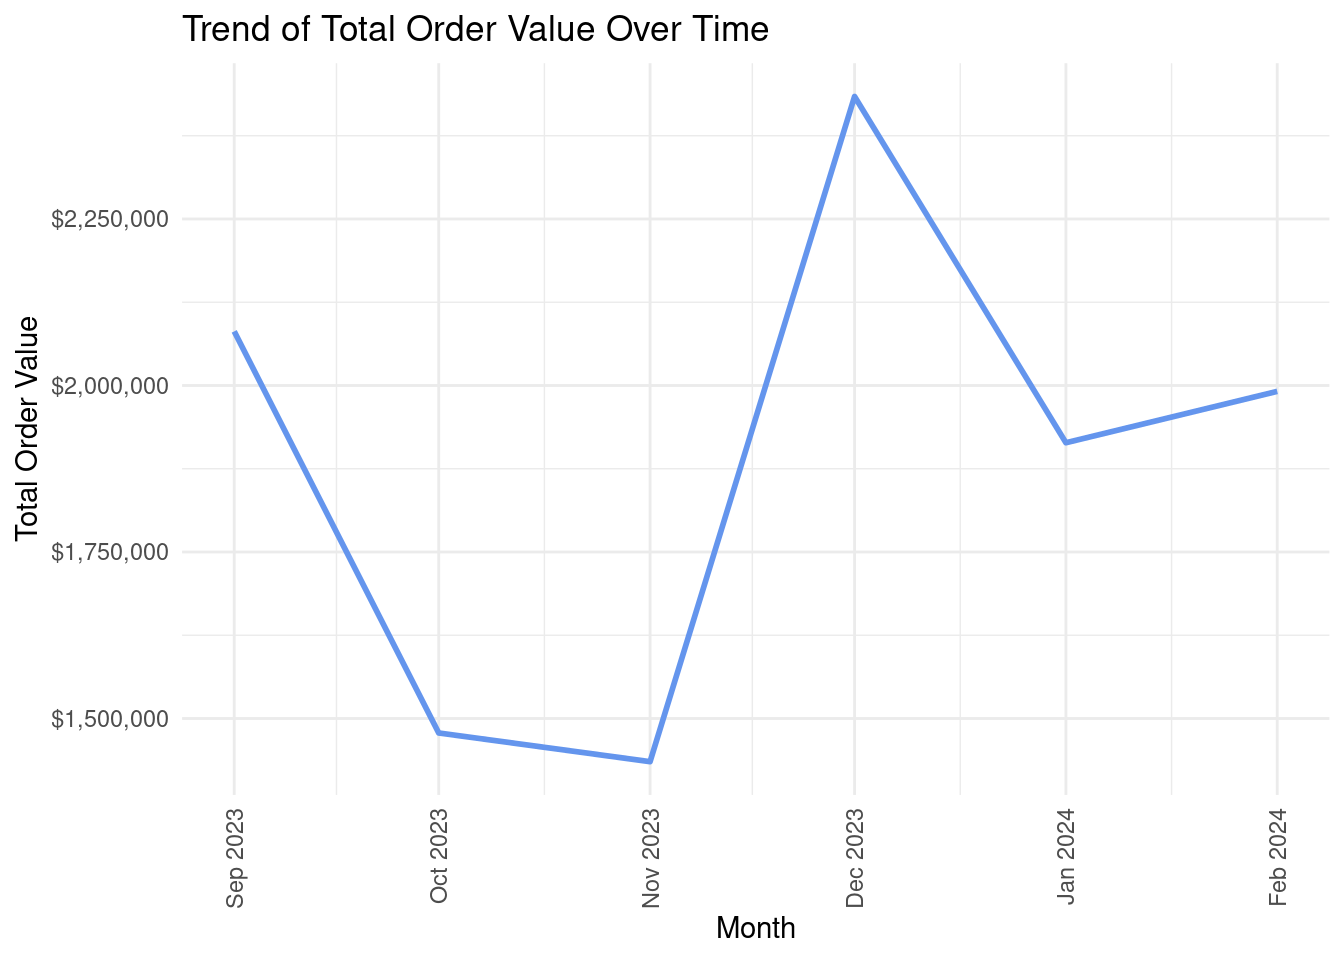 Trend of Total Order Value Over Time
Total Order Value
$2,250,000
$2,000,000
$1,750,000
$1,500,000
Sep 2023
Oct 2023
Nov 2023
Dec 2023
Jan 2024
Feb 2024
Month